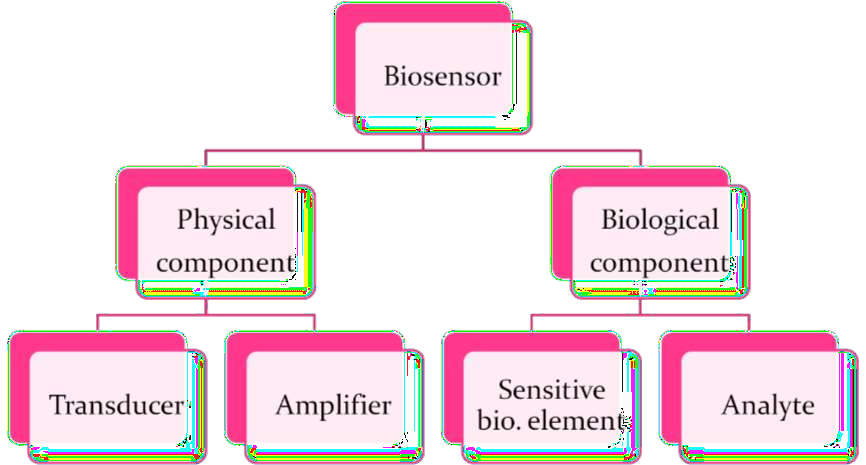 Biosensor
Physical
component
Biological
component
Transducer
Amplifier
Sensitive
bio. element
Analyte